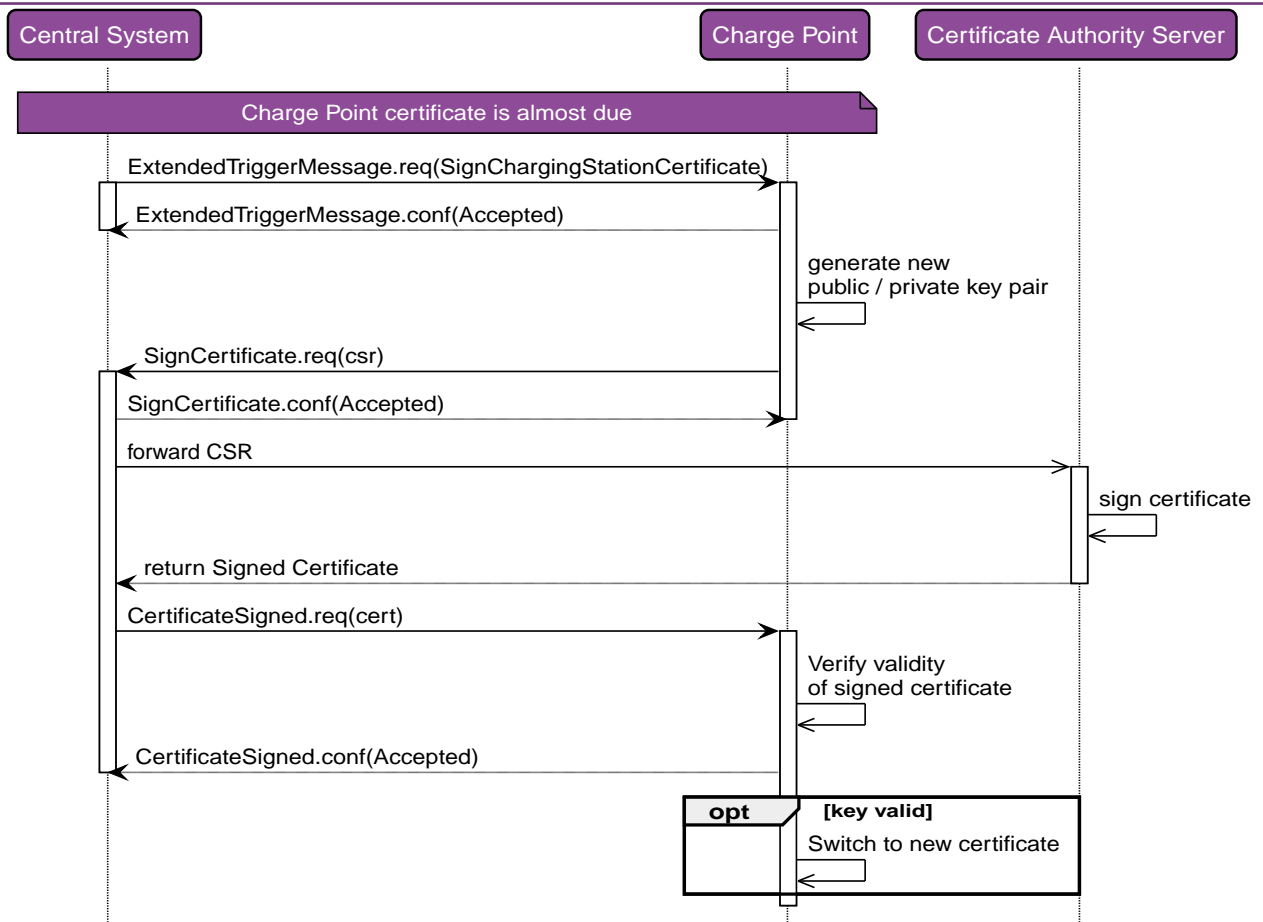 Central System
Charge Point
Certificate Authority Server
Charge Point certificate is almost due
ExtendedTriggerMessage.req(SignChargingStationCertificate)
ExtendedTriggerMessage.conf(Accepted)
generate new
public / private key pair
SignCertificate.req(csr)
SignCertificate.conf(Accepted)
forward CSR
sign certificate
return Signed Certificate
CertificateSigned.req(cert)
Verify validity
of signed certificate
CertificateSigned.conf(Accepted)
opt
[key valid]
Switch to new certificate